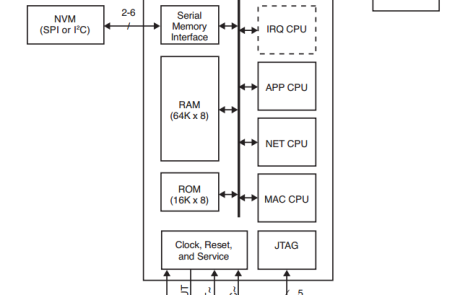 NVM
(SPI or I²C)
2-6
Serial
Memory
Interface
IRQ CPU
RAM
(64K x 8)
APP CPU
NET CPU
ROM
(16K x 8)
MAC CPU
Clock, Reset,
and Service
JTAG
5